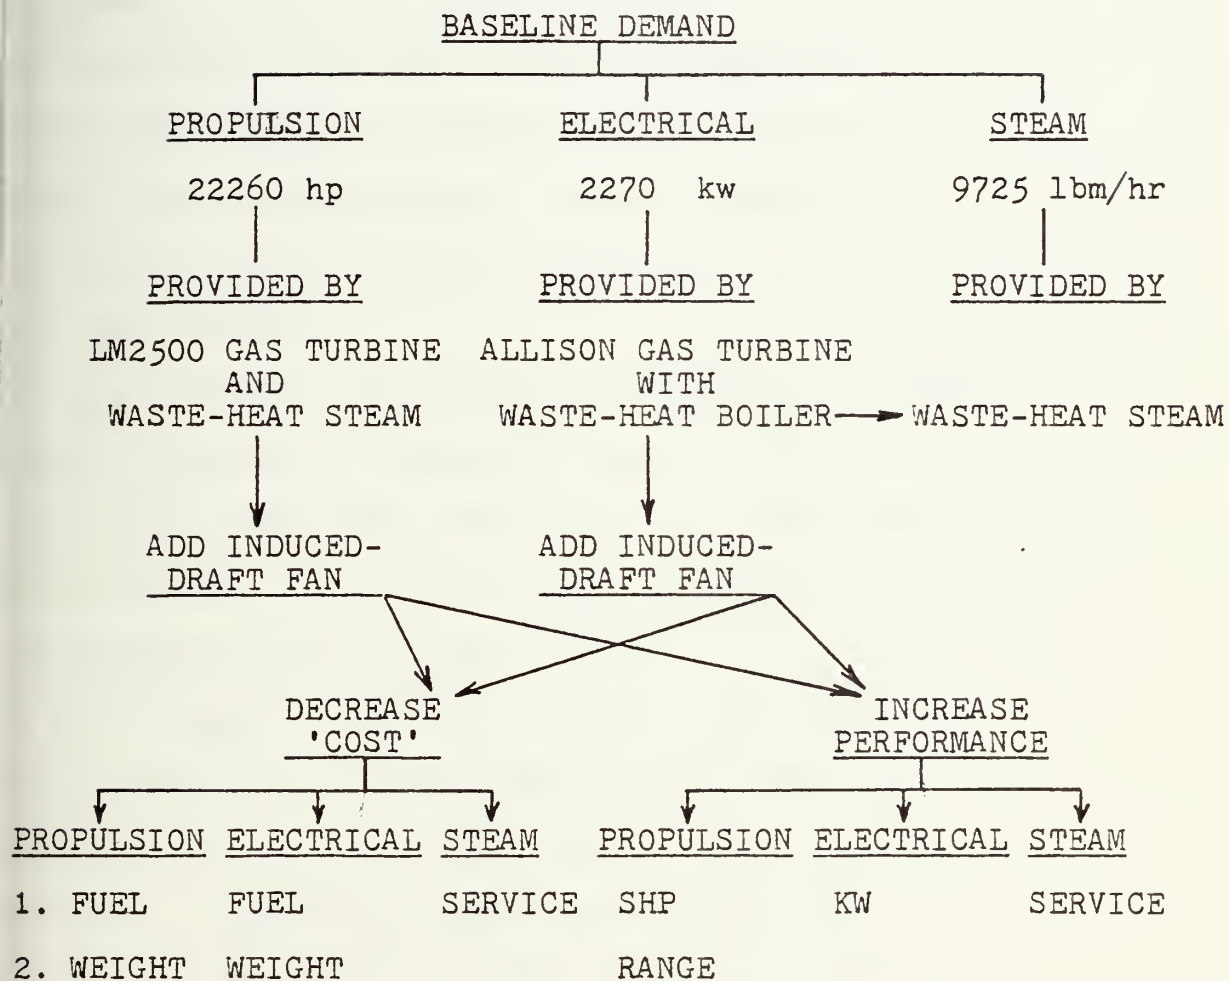 BASELINE DEMAND
PROPULSION ELECTRICAL STEAM
22260 hp 2270 kw 9725 lbm/hr
PROVIDED BY PROVIDED BY PROVIDED BY
LM2500 GAS TURBINE ALLISON GAS TURBINE
AND WITH
WASTE-HEAT STEAM WASTE-HEAT BOILER WASTE-HEAT STEAM
ADD INDUCED- ADD INDUCED-
DRAFT FAN DRAFT FAN
DECREASE INCREASE
'COST' PERFORMANCE
PROPULSION ELECTRICAL STEAM PROPULSION ELECTRICAL STEAM
1. FUEL FUEL SERVICE SHP KW SERVICE
2. WEIGHT WEIGHT RANGE